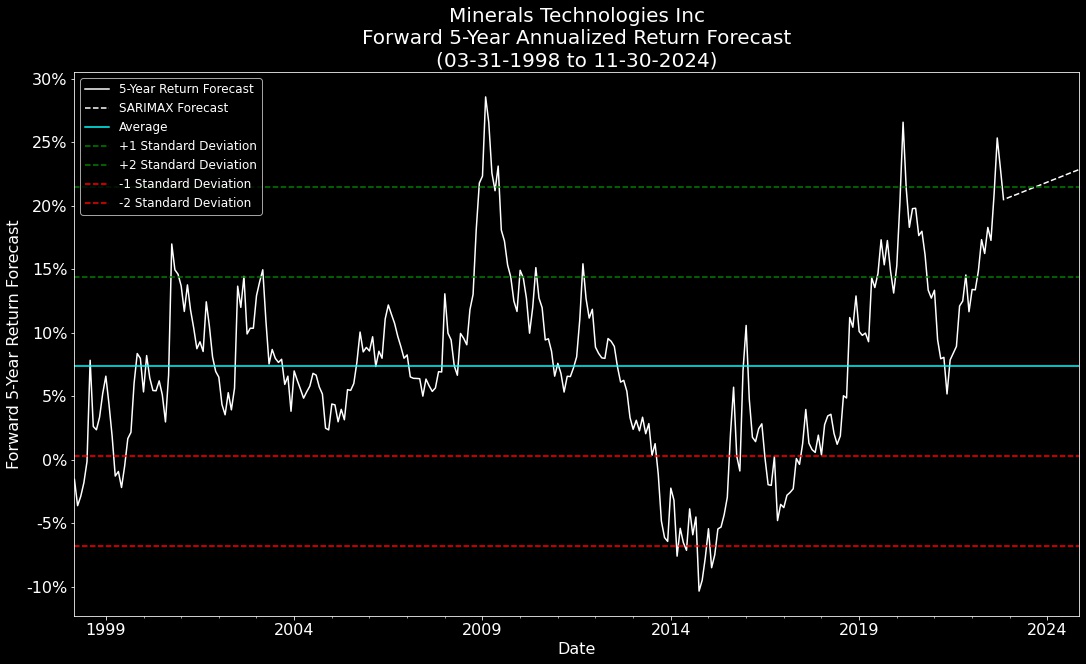 Minerals Technologies Inc
Forward 5-Year Annualized Return Forecast
(03-31-1998 to 11-30-2024)
30%
25%
20%
15%
10%
5%
0%
-5%
-10%
Forward 5-Year Return Forecast
5-Year Return Forecast
SARIMAX Forecast
Average
+1 Standard Deviation
+2 Standard Deviation
-1 Standard Deviation
-2 Standard Deviation
1999 2004 2009 2014 2019 2024
Date